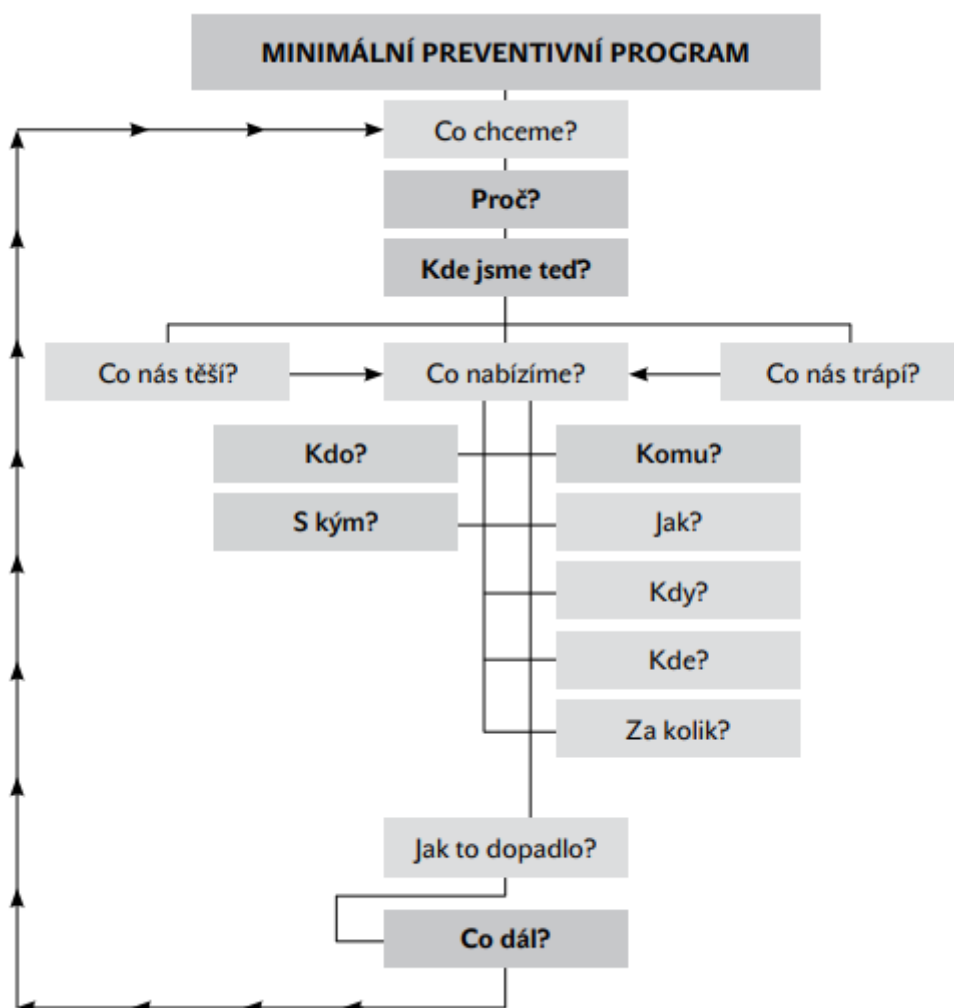 MINIMÁLNÍ PREVENTIVNÍ PROGRAM
Co chceme?
Proč?
Kde jsme teď?
Co nás těší?
Co nabízíme?
Co nás trápí?
Kdo?
Komu?
S kým?
Jak?
Kdy?
Kde?
Za kolik?
Jak to dopadlo?
Co dál?